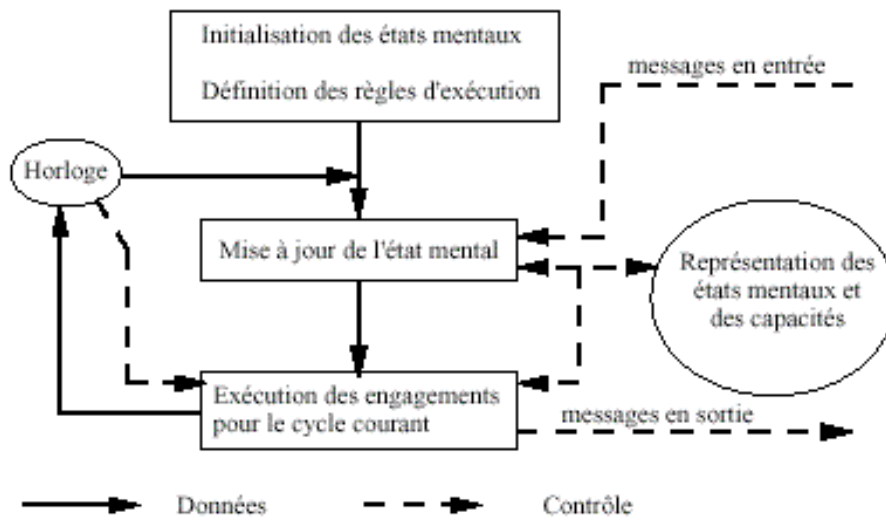 Initialisation des états mentaux
Définition des règles d'exécution
messages en entrée
Horloge
Mise à jour de l'état mental
Représentation des
états mentaux et
des capacités
Exécution des engagements
pour le cycle courant
messages en sortie
Données
Contrôle